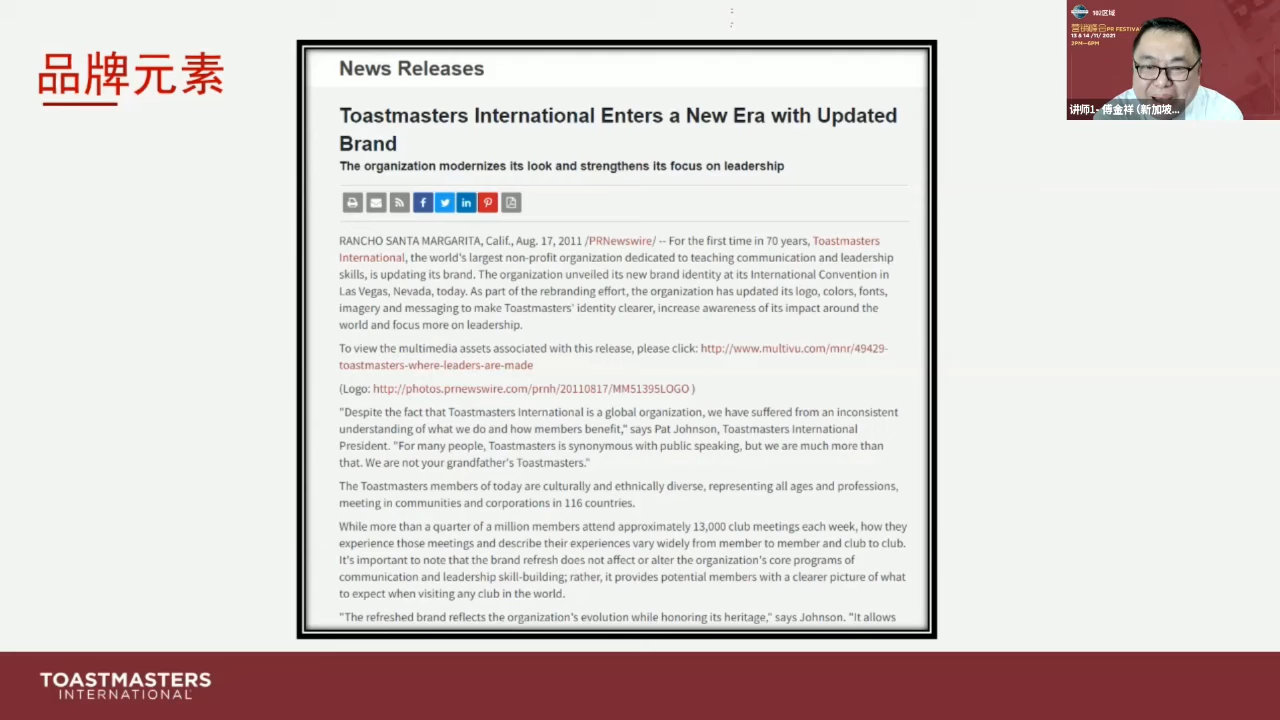 品牌元素
News Releases
Toastmasters International Enters a New Era with Updated
Brand
The organization modernizes its look and strengthens its focus on leadership
RANCHO SANTA MARGARITA, Calif., Aug. 17, 2011 /PRNewswire/ -- For the first time in 70 years, Toastmasters
International, the world's largest non-profit organization dedicated to teaching communication and leadership
skills, is updating its brand. The organization unveiled its new brand identity at its International Convention in
Las Vegas, Nevada, today. As part of the rebranding effort, the organization has updated its logo, colors, fonts,
imagery and messaging to make Toastmasters' identity clearer, increase awareness of its impact around the
world and focus more on leadership.
To view the multimedia assets associated with this release, please click: http://www.multivu.com/mnr/49429-
toastmasters-where-leaders-are-made
(Logo: http://photos.prnewswire.com/prnh/20110817/MM51395LOGO )
"Despite the fact that Toastmasters International is a global organization, we have suffered from an inconsistent
understanding of what we do and how members benefit," says Pat Johnson, Toastmasters International
President. "For many people, Toastmasters is synonymous with public speaking, but we are much more than
that. We are not your grandfather's Toastmasters."
The Toastmasters members of today are culturally and ethnically diverse, representing all ages and professions,
meeting in communities and corporations in 116 countries.
While more than a quarter of a million members attend approximately 13,000 club meetings each week, how they
experience those meetings and describe their experiences vary widely from member to member and club to club.
It's important to note that the brand refresh does not affect or alter the organization's core programs of
communication and leadership skill-building; rather, it provides potential members with a clearer picture of what
to expect when visiting any club in the world.
"The refreshed brand reflects the organization's evolution while honoring its heritage," says Johnson. "It allows
102区域
PR FESTIVA
13 & 14 /11/ 2021
2PM—6PM
讲师1- 傅金祥 (新加坡...
TOASTMASTERS
INTERNATIONAL